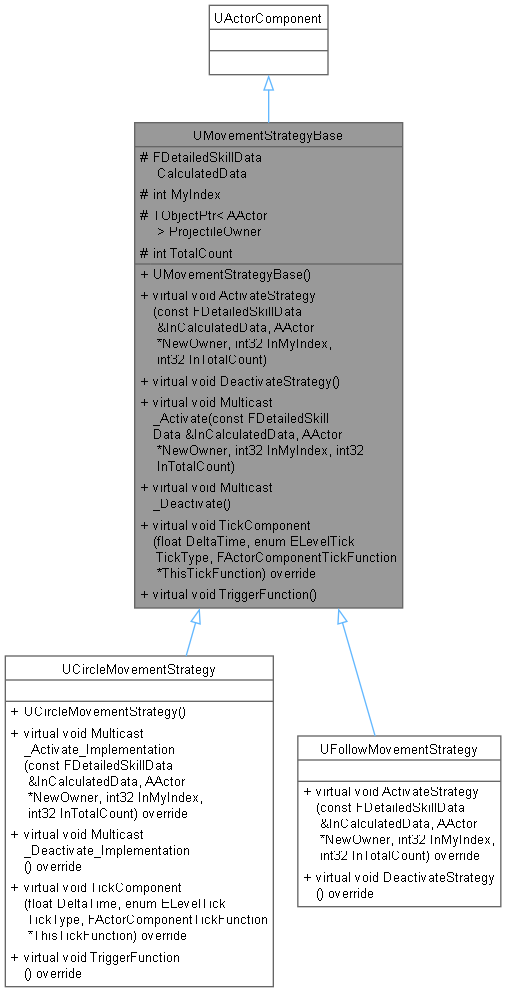 UActorComponent
UMovementStrategyBase
# FDetailedSkillData
CalculatedData
# int MyIndex
# TObjectPtr< AActor
> ProjectileOwner
# int TotalCount
+ UMovementStrategyBase()
+ virtual void ActivateStrategy
(const FDetailedSkillData
&InCalculatedData, AActor
*NewOwner, int32 InMyIndex,
int32 InTotalCount)
+ virtual void DeactivateStrategy()
+ virtual void Multicast
_Activate(const FDetailedSkill
Data &InCalculatedData, AActor
*NewOwner, int32 InMyIndex, int32
InTotalCount)
+ virtual void Multicast
_Deactivate()
+ virtual void TickComponent
(float DeltaTime, enum ELevelTick
TickType, FActorComponentTickFunction
*ThisTickFunction) override
+ virtual void TriggerFunction()
UCircleMovementStrategy
+ UCircleMovementStrategy()
+ virtual void Multicast
_Activate_Implementation
(const FDetailedSkillData
&InCalculatedData, AActor
*NewOwner, int32 InMyIndex,
int32 InTotalCount) override
+ virtual void Multicast
_Deactivate_Implementation
() override
+ virtual void TickComponent
(float DeltaTime, enum ELevelTick
TickType, FActorComponentTickFunction
*ThisTickFunction) override
+ virtual void TriggerFunction
() override
UFollowMovementStrategy
+ virtual void ActivateStrategy
(const FDetailedSkillData
&InCalculatedData, AActor
*NewOwner, int32 InMyIndex,
int32 InTotalCount) override
+ virtual void DeactivateStrategy
() override